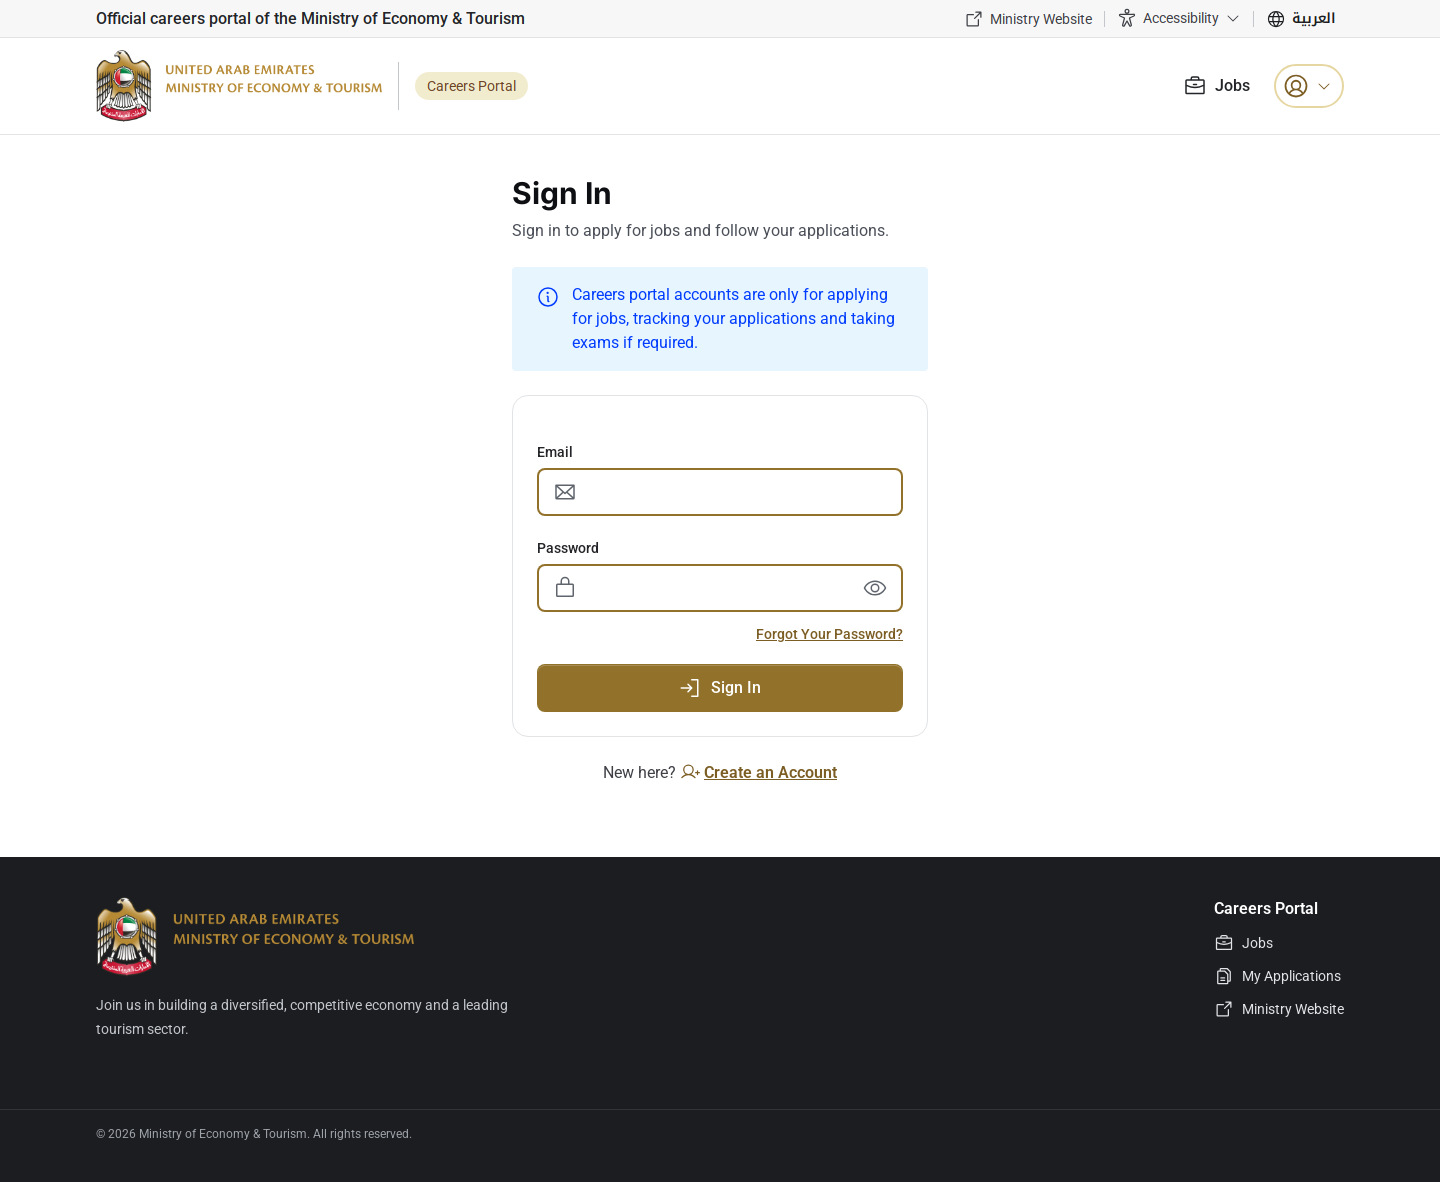 Official careers portal of the Ministry of Economy & Tourism
Ministry Website
Accessibility
العربية
UNITED ARAB EMIRATES
MINISTRY OF ECONOMY & TOURISM
Careers Portal
Jobs
Sign In
Sign in to apply for jobs and follow your applications.
Careers portal accounts are only for applying
for jobs, tracking your applications and taking
exams if required.
Email
Password
Forgot Your Password?
Sign In
New here? Create an Account
UNITED ARAB EMIRATES
MINISTRY OF ECONOMY & TOURISM
Join us in building a diversified, competitive economy and a leading
tourism sector.
Careers Portal
Jobs
My Applications
Ministry Website
© 2026 Ministry of Economy & Tourism. All rights reserved.